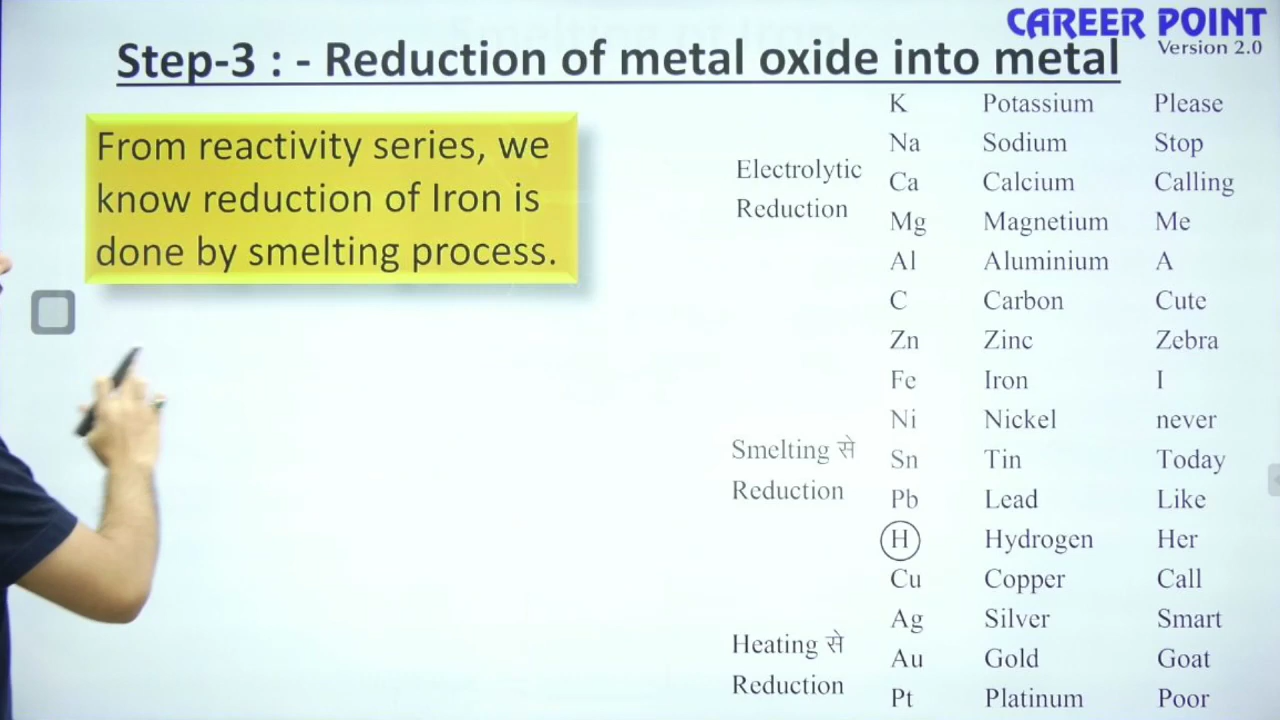 CAREER POINT
Version 2.0
Step-3 : - Reduction of metal oxide into metal
From reactivity series, we
know reduction of Iron is
done by smelting process.
Electrolytic
Reduction
Smelting से
Reduction
Heating से
Reduction
K Potassium Please
Na Sodium Stop
Ca Calcium Calling
Mg Magnetium Me
Al Aluminium A
C Carbon Cute
Zn Zinc Zebra
Fe Iron I
Ni Nickel never
Sn Tin Today
Pb Lead Like
H Hydrogen Her
Cu Copper Call
Ag Silver Smart
Au Gold Goat
Pt Platinum Poor